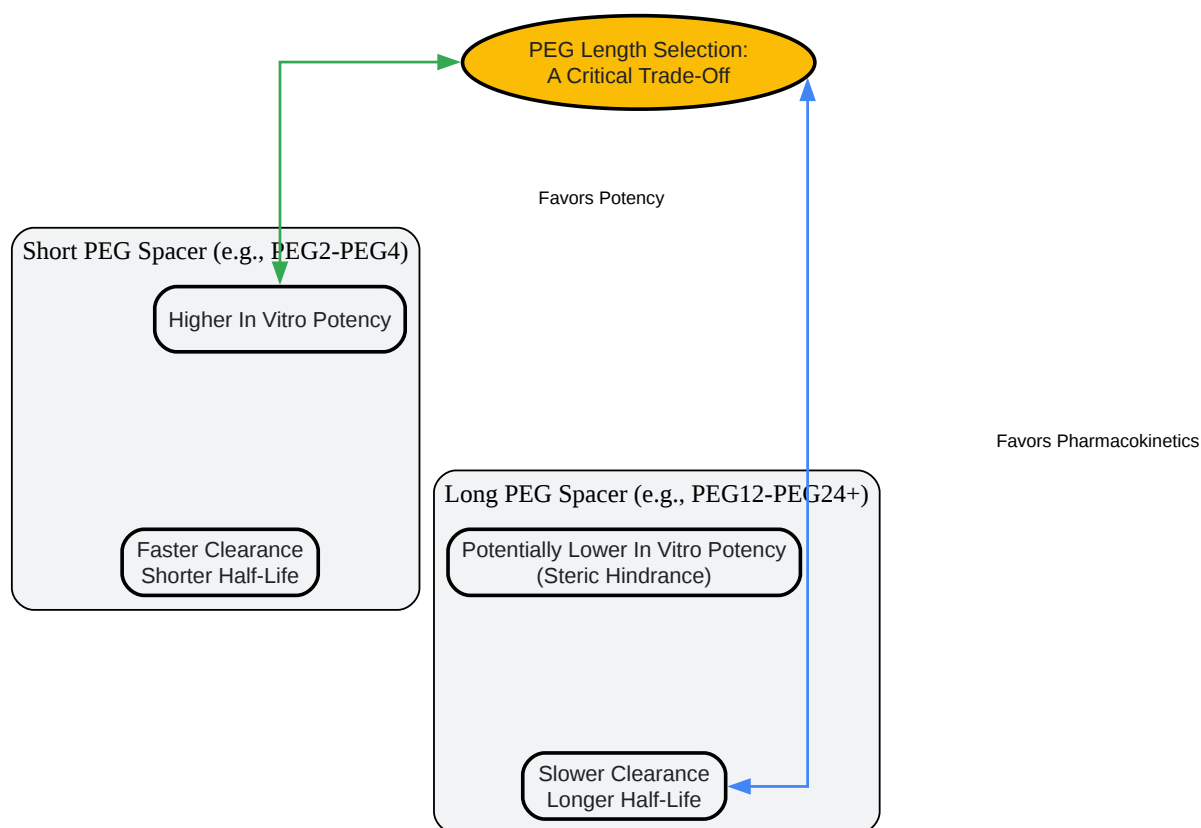 PEG Length Selection:
A Critical Trade-Off
Favors Potency
Short PEG Spacer (e.g., PEG2-PEG4)
Higher In Vitro Potency
Faster Clearance
Shorter Half-Life
Favors Pharmacokinetics
Long PEG Spacer (e.g., PEG12-PEG24+)
Potentially Lower In Vitro Potency
(Steric Hindrance)
Slower Clearance
Longer Half-Life